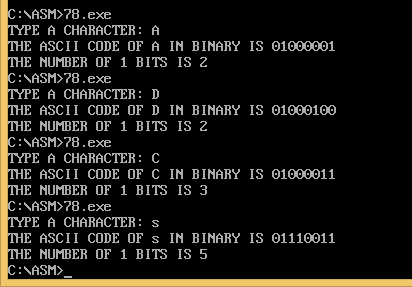 C:\ASM>78.exe
TYPE A CHARACTER: A
THE ASCII CODE OF A IN BINARY IS 01000001
THE NUMBER OF 1 BITS IS 2
C:\ASM>78.exe
TYPE A CHARACTER: D
THE ASCII CODE OF D IN BINARY IS 01000100
THE NUMBER OF 1 BITS IS 2
C:\ASM>78.exe
TYPE A CHARACTER: C
THE ASCII CODE OF C IN BINARY IS 01000011
THE NUMBER OF 1 BITS IS 3
C:\ASM>78.exe
TYPE A CHARACTER: s
THE ASCII CODE OF s IN BINARY IS 01110011
THE NUMBER OF 1 BITS IS 5
C:\ASM>_